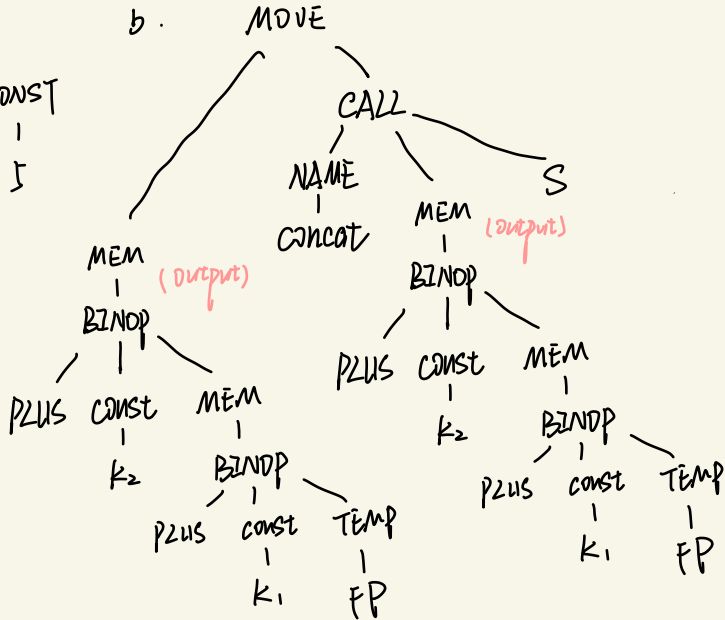 b. MOVE
ONST
5
CALL
NAME
concat
S
MEM
(output)
BINOP
MEM
(output)
BINOP
PLUS const MEM
K2
BINOP
PLUS const TEMP
K1 FP
PLUS const MEM
K2
BINOP
PLUS const TEMP
K1 FP